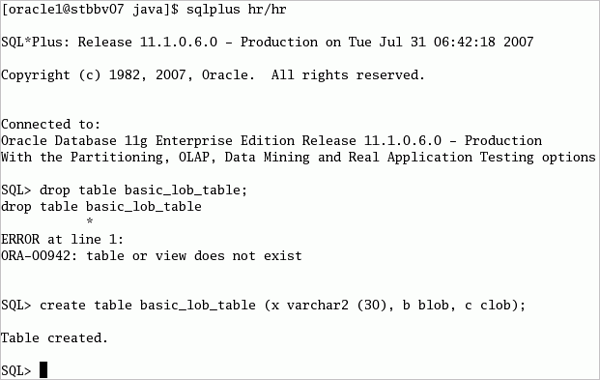 [oracle1@stbbv07 java]$ sqlplus hr/hr
SQL*Plus: Release 11.1.0.6.0 - Production on Tue Jul 31 06:42:18 2007
Copyright (c) 1982, 2007, Oracle.  All rights reserved.
Connected to:
Oracle Database 11g Enterprise Edition Release 11.1.0.6.0 - Production
With the Partitioning, OLAP, Data Mining and Real Application Testing options
SQL> drop table basic_lob_table;
drop table basic_lob_table
           *
ERROR at line 1:
ORA-00942: table or view does not exist
SQL> create table basic_lob_table (x varchar2 (30), b blob, c clob);
Table created.
SQL>